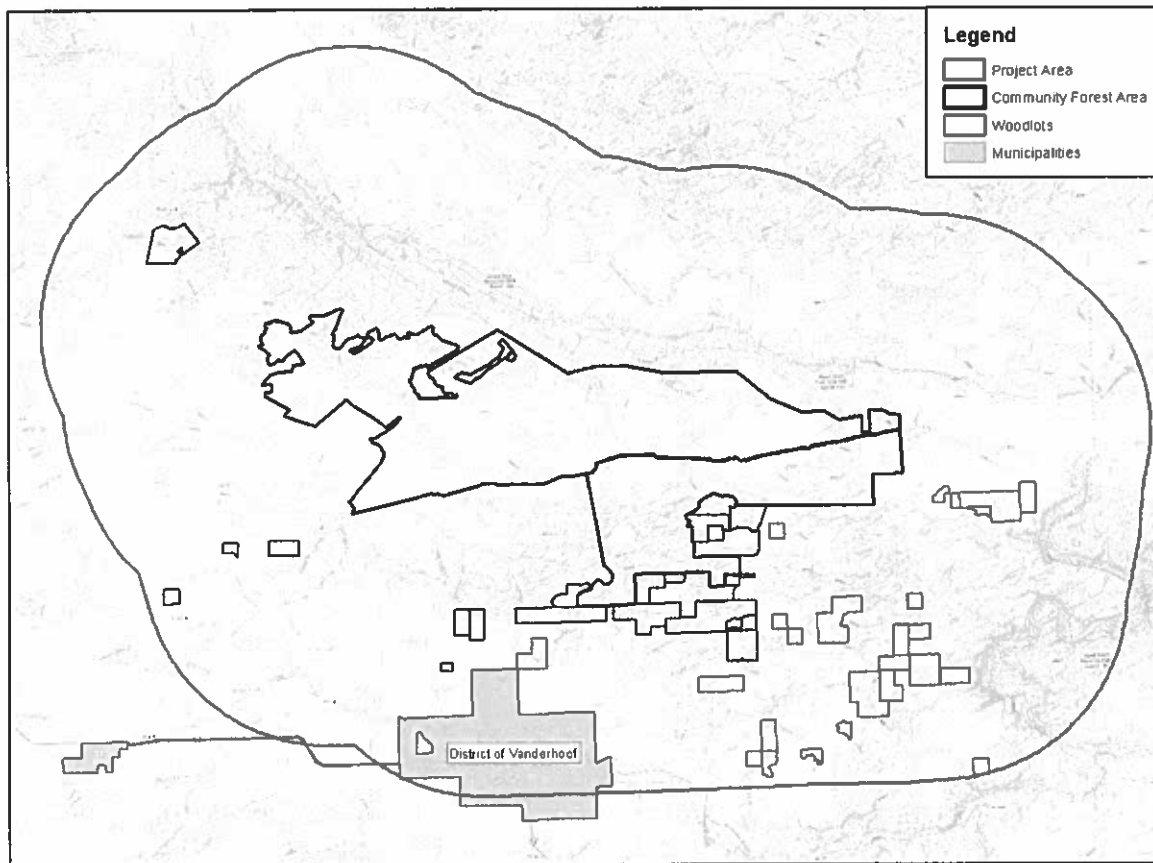 Legend
Project Area
Community Forest Area
Woodlots
Municipalities
District of Vanderhoof